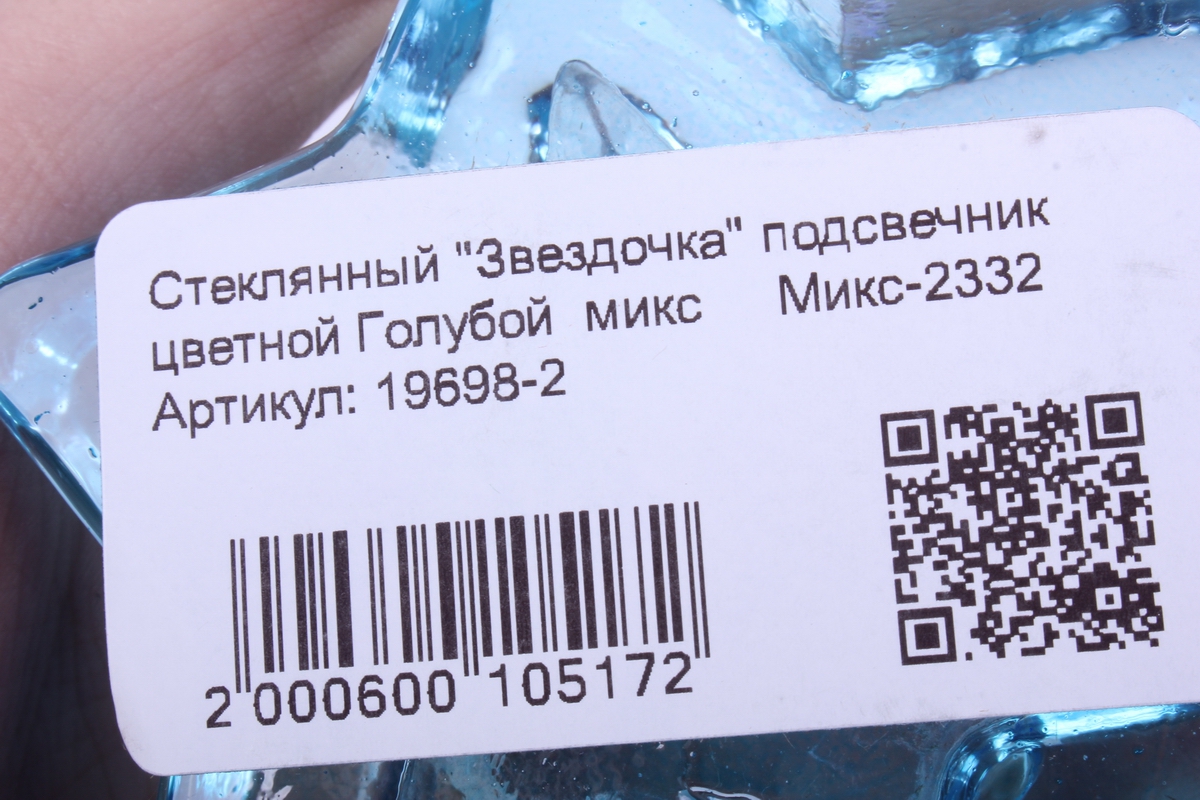 Стеклянный "Звездочка" подсвечник
цветной Голубой микс Микс-2332
Артикул: 19698-2
2 000600 105172